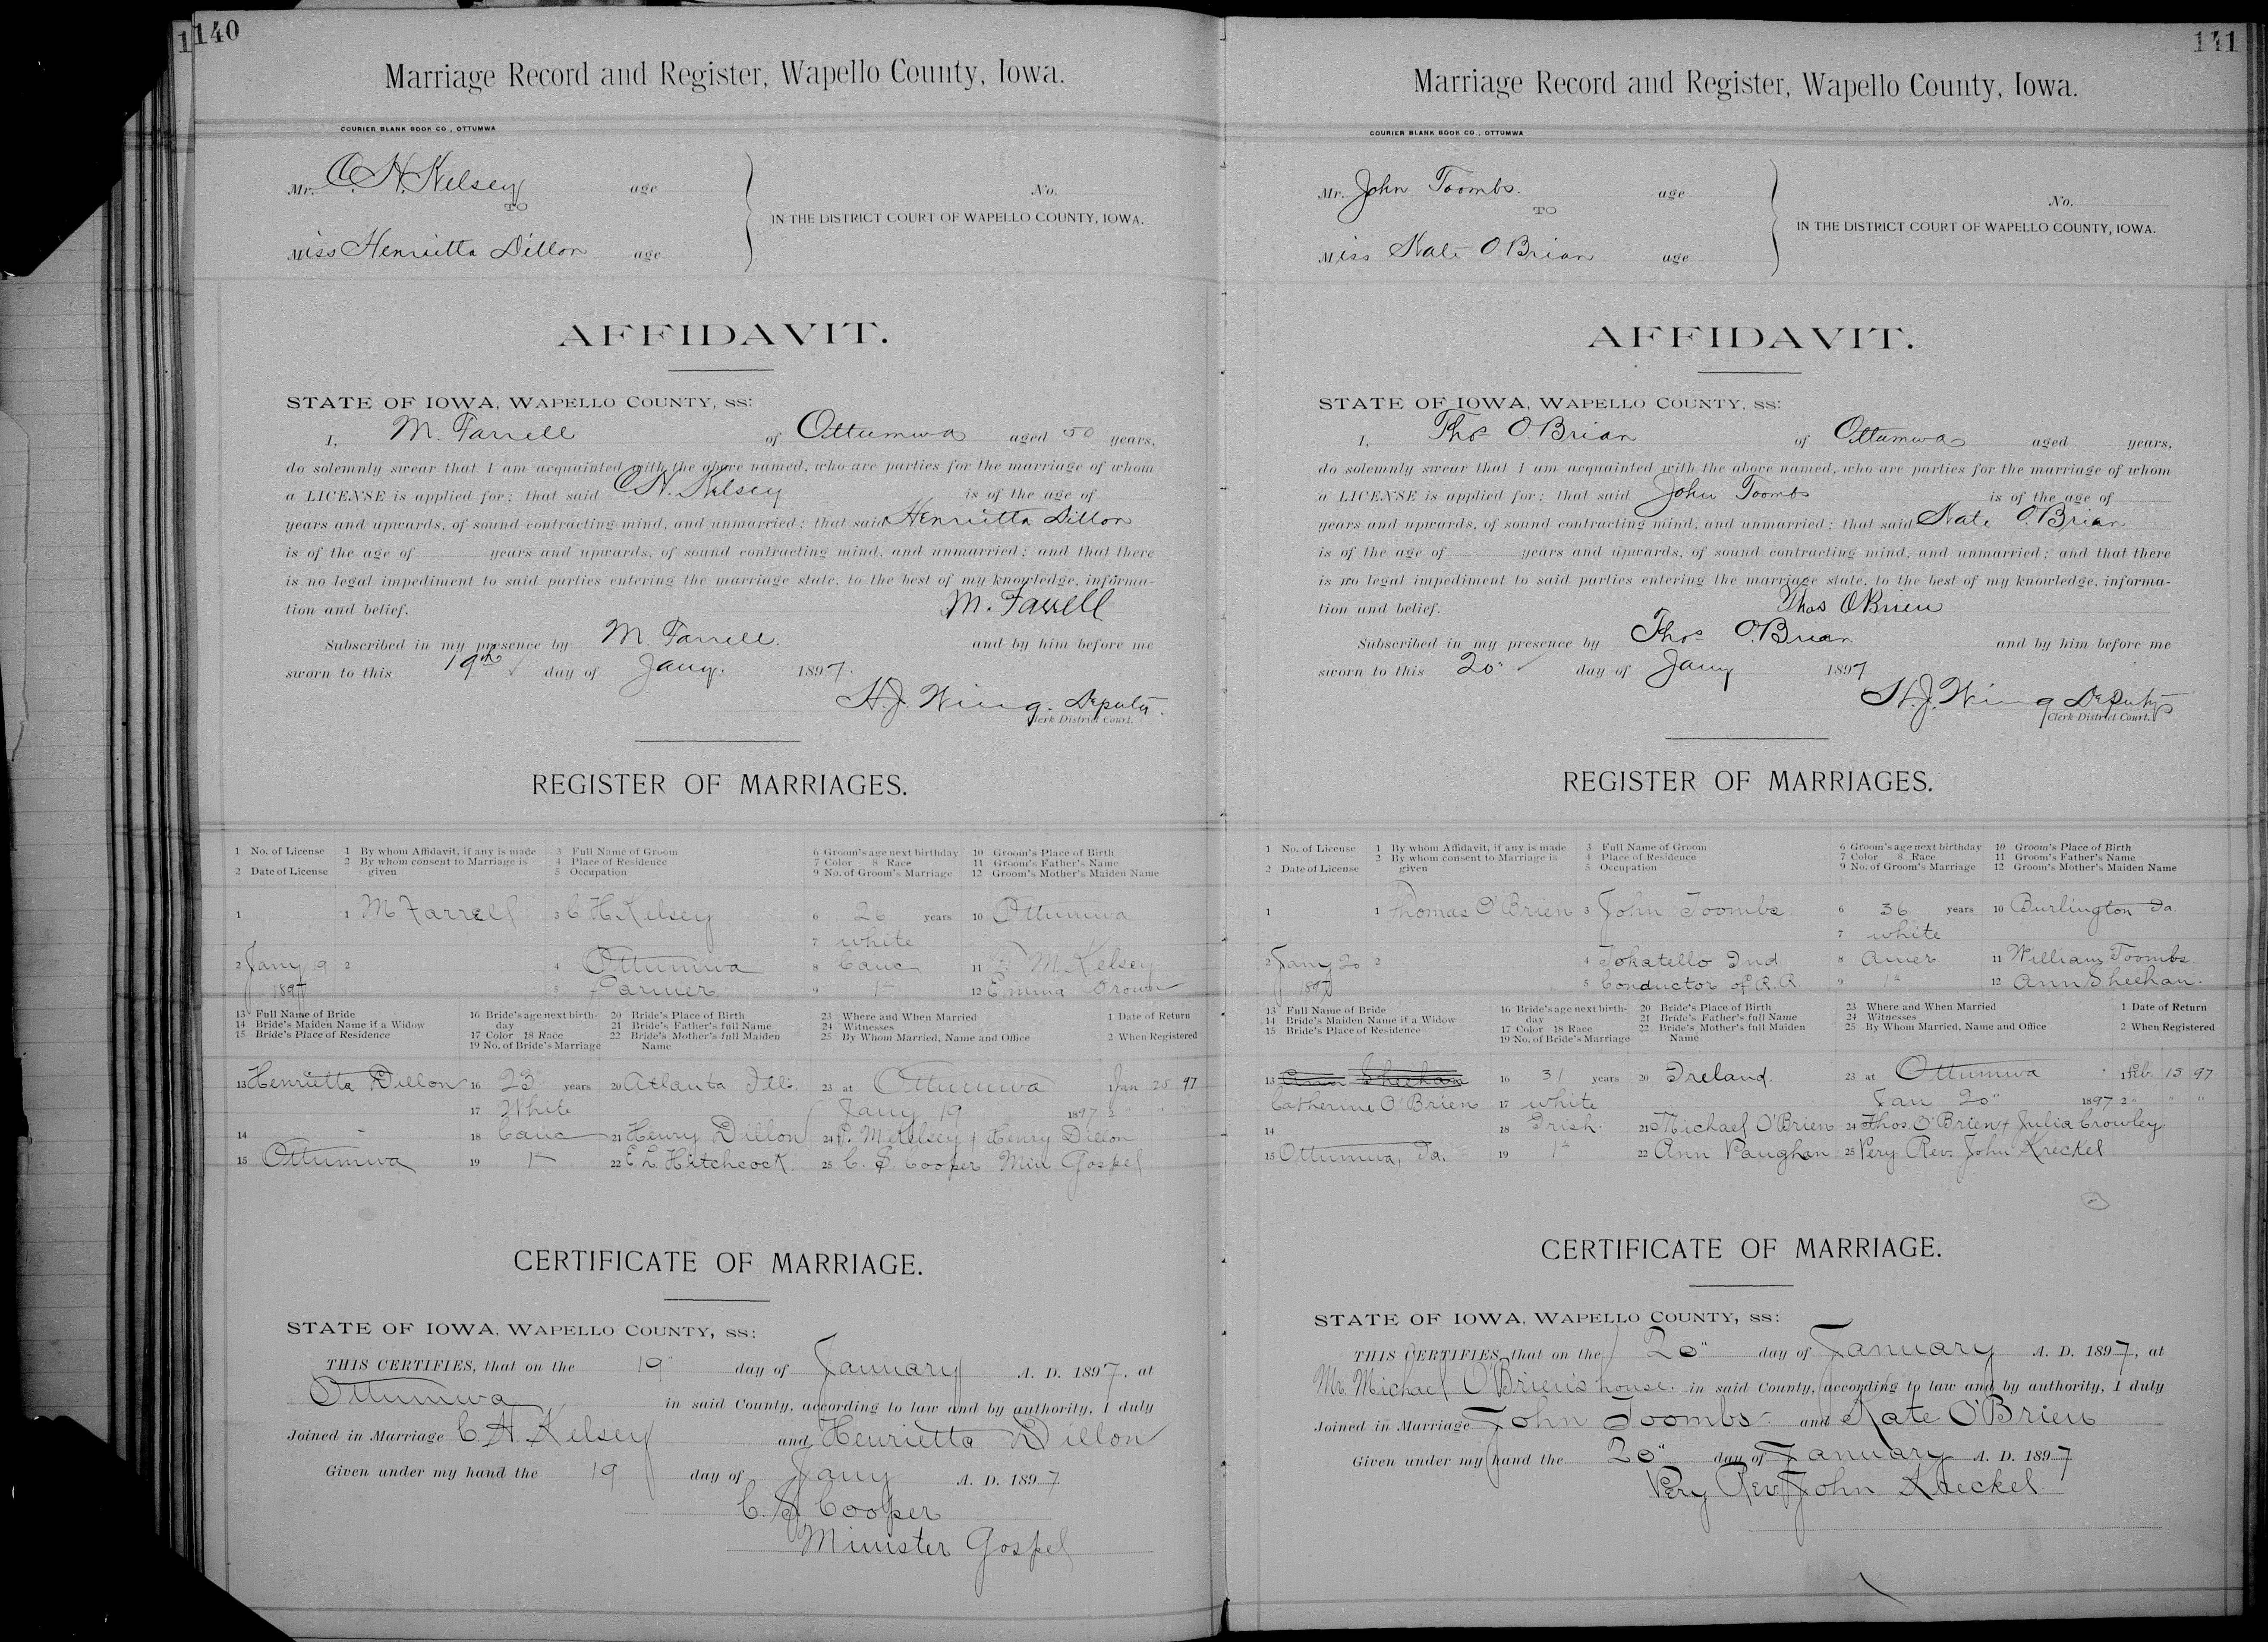 140
Marriage Record and Register, Wapello County, Iowa.
COURIER BLANK BOOK CO., OTTUMWA
Mr. C. H. Kelsey age
TO
No.
IN THE DISTRICT COURT OF WAPELLO COUNTY, IOWA.
Miss Henrietta Dillon age
AFFIDAVIT.
STATE OF IOWA, WAPELLO COUNTY, SS:
I, M. Farrell of Ottumwa aged 50 years,
do solemnly swear that I am acquainted with the above named, who are parties for the marriage of whom
a LICENSE is applied for; that said C. H. Kelsey is of the age of
years and upwards, of sound contracting mind, and unmarried; that said Henrietta Dillon
is of the age of years and upwards, of sound contracting mind, and unmarried; and that there
is no legal impediment to said parties entering the marriage state, to the best of my knowledge, informa-
tion and belief. M. Farrell
Subscribed in my presence by M. Farrell. and by him before me
sworn to this 19th day of Jany. 1897.
H. J. Wing. Deputy.
Clerk District Court.
REGISTER OF MARRIAGES.
1 No. of License 1 By whom Affidavit, if any is made 3 Full Name of Groom 6 Groom's age next birthday 10 Groom's Place of Birth
2 By whom consent to Marriage is 4 Place of Residence 7 Color 8 Race 11 Groom's Father's Name
2 Date of License given 5 Occupation 9 No. of Groom's Marriage 12 Groom's Mother's Maiden Name
1 1 M Farrell 3 C. H Kelsey 6 26 years 10 Ottumwa
7 white
2 Jany 19 2 4 Ottumwa 8 Cauc 11 P. M. Kelsey
1897 5 Farmer 9 1st 12 Emma Brown
13 Full Name of Bride 16 Bride's age next birth- 20 Bride's Place of Birth 23 Where and When Married 1 Date of Return
14 Bride's Maiden Name if a Widow day 21 Bride's Father's full Name 24 Witnesses
15 Bride's Place of Residence 17 Color 18 Race 22 Bride's Mother's full Maiden 25 By Whom Married, Name and Office 2 When Registered
19 No. of Bride's Marriage Name
13 Henrietta Dillon 16 23 years 20 Atlanta Ills. 23 at Ottumwa 1 Jan 25 97
17 White Jany 19 1897 2 " " "
14 - 18 Cauc 21 Henry Dillon 24 P. M Kelsey & Henry Dillon
15 Ottumwa 19 1st 22 E. L. Hitchcock. 25 C. S. Cooper Min Gospel
CERTIFICATE OF MARRIAGE.
STATE OF IOWA, WAPELLO COUNTY, SS:
THIS CERTIFIES, that on the 19" day of January A. D. 1897, at
Ottumwa in said County, according to law and by authority, I duly
Joined in Marriage C. H. Kelsey and Henrietta Dillon
Given under my hand the 19 day of Jany A. D. 1897
C. S. Cooper
Minister Gospel
141
Marriage Record and Register, Wapello County, Iowa.
COURIER BLANK BOOK CO., OTTUMWA
Mr. John Toombs. age
TO
No.
IN THE DISTRICT COURT OF WAPELLO COUNTY, IOWA.
Miss Kate O'Brian age
AFFIDAVIT.
STATE OF IOWA, WAPELLO COUNTY, SS:
I, Thos O.Brian of Ottumwa aged years,
do solemnly swear that I am acquainted with the above named, who are parties for the marriage of whom
a LICENSE is applied for; that said John Toombs is of the age of
years and upwards, of sound contracting mind, and unmarried; that said Kate O.Brian
is of the age of years and upwards, of sound contracting mind, and unmarried; and that there
is no legal impediment to said parties entering the marriage state, to the best of my knowledge, informa-
tion and belief. Thos OBrien
Subscribed in my presence by Thos O.Brian and by him before me
sworn to this 20" day of Jany 1897
H. J. Wing Deputy
Clerk District Court.
REGISTER OF MARRIAGES.
1 No. of License 1 By whom Affidavit, if any is made 3 Full Name of Groom 6 Groom's age next birthday 10 Groom's Place of Birth
2 By whom consent to Marriage is 4 Place of Residence 7 Color 8 Race 11 Groom's Father's Name
2 Date of License given 5 Occupation 9 No. of Groom's Marriage 12 Groom's Mother's Maiden Name
1 1 Thomas O'Brien 3 John Toombs. 6 36 years 10 Burlington Ia.
7 white
2 Jany 20 2 4 Pokatello Ind 8 Amer 11 William Toombs.
1897 5 Conductor of R. R. 9 1st 12 Ann Sheehan.
13 Full Name of Bride 16 Bride's age next birth- 20 Bride's Place of Birth 23 Where and When Married 1 Date of Return
14 Bride's Maiden Name if a Widow day 21 Bride's Father's full Name 24 Witnesses
15 Bride's Place of Residence 17 Color 18 Race 22 Bride's Mother's full Maiden 25 By Whom Married, Name and Office 2 When Registered
19 No. of Bride's Marriage Name
13 Ann Sheehan 16 31 years 20 Ireland. 23 at Ottumwa 1 Feb. 15 97
Catherine O'Brien 17 white Jan 20" 1897 2 " " "
14 18 Irish. 21 Michael O'Brien 24 Thos. O'Brien & Julia Crowley
15 Ottumwa, Ia. 19 1st 22 Ann Vaughan 25 Very Rev. John Kreckel
CERTIFICATE OF MARRIAGE.
STATE OF IOWA, WAPELLO COUNTY, SS:
THIS CERTIFIES, that on the 20" day of January A. D. 1897, at
Mr. Michael O'Brien's house. in said County, according to law and by authority, I duly
Joined in Marriage John Toombs and Kate O'Brien
Given under my hand the 20" day of January A. D. 1897
Very Rev. John Kreckel.